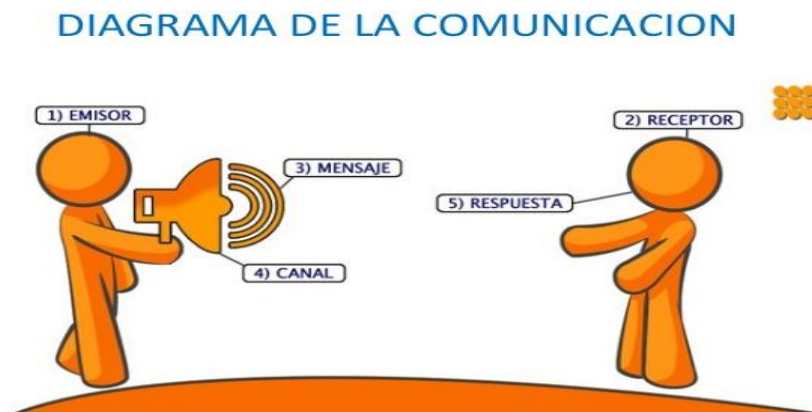 DIAGRAMA DE LA COMUNICACION
1) EMISOR
2) RECEPTOR
3) MENSAJE
5) RESPUESTA
4) CANAL